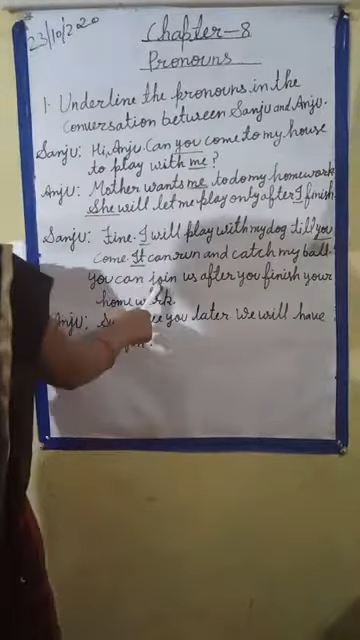 23/10/2020
Chapter-8
Pronouns
1. Underline the pronouns in the
conversation between Sanju and Anju.
Sanju: Hi, Anju. Can you come to my house
to play with me?
Anju: Mother wants me to do my homework
She will let me play only after I finish
Sanju: Fine. I will play with my dog till you
come. It can run and catch my ball.
You can join us after you finish your
homework.
Anju: see you later We will have